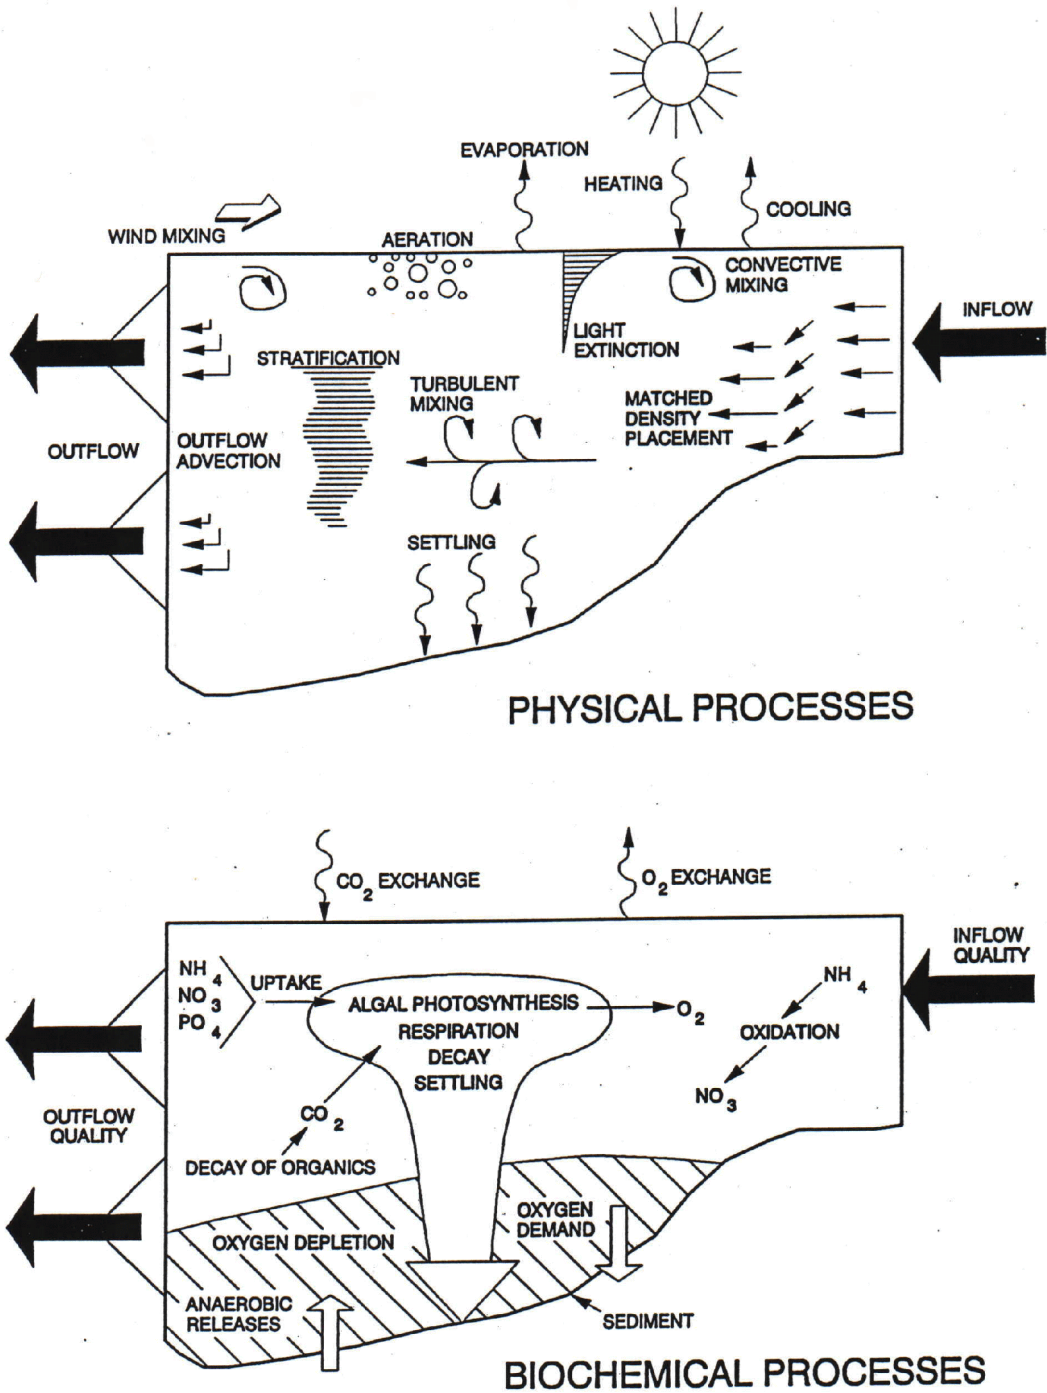 EVAPORATION
HEATING
COOLING
WIND MIXING
AERATION
CONVECTIVE
MIXING
INFLOW
LIGHT
EXTINCTION
STRATIFICATION
TURBULENT
MIXING
MATCHED
DENSITY
PLACEMENT
OUTFLOW
OUTFLOW
ADVECTION
SETTLING
PHYSICAL PROCESSES
CO2 EXCHANGE
O2 EXCHANGE
INFLOW
QUALITY
NH4
NO3
PO4
UPTAKE
ALGAL PHOTOSYNTHESIS
RESPIRATION
DECAY
SETTLING
O2
NH4
OXIDATION
NO3
OUTFLOW
QUALITY
CO2
DECAY OF ORGANICS
OXYGEN
DEMAND
OXYGEN DEPLETION
ANAEROBIC
RELEASES
SEDIMENT
BIOCHEMICAL PROCESSES